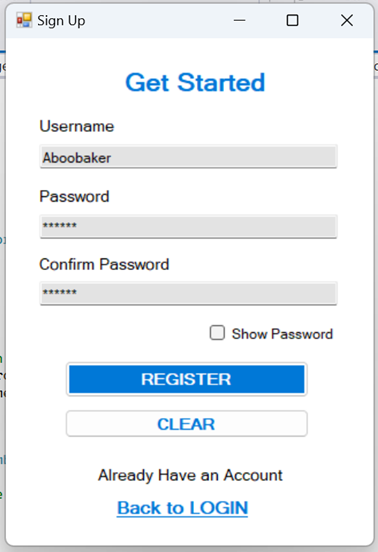 Sign Up
Get Started
Username
Aboobaker
Password
******
Confirm Password
******
Show Password
REGISTER
CLEAR
Already Have an Account
Back to LOGIN